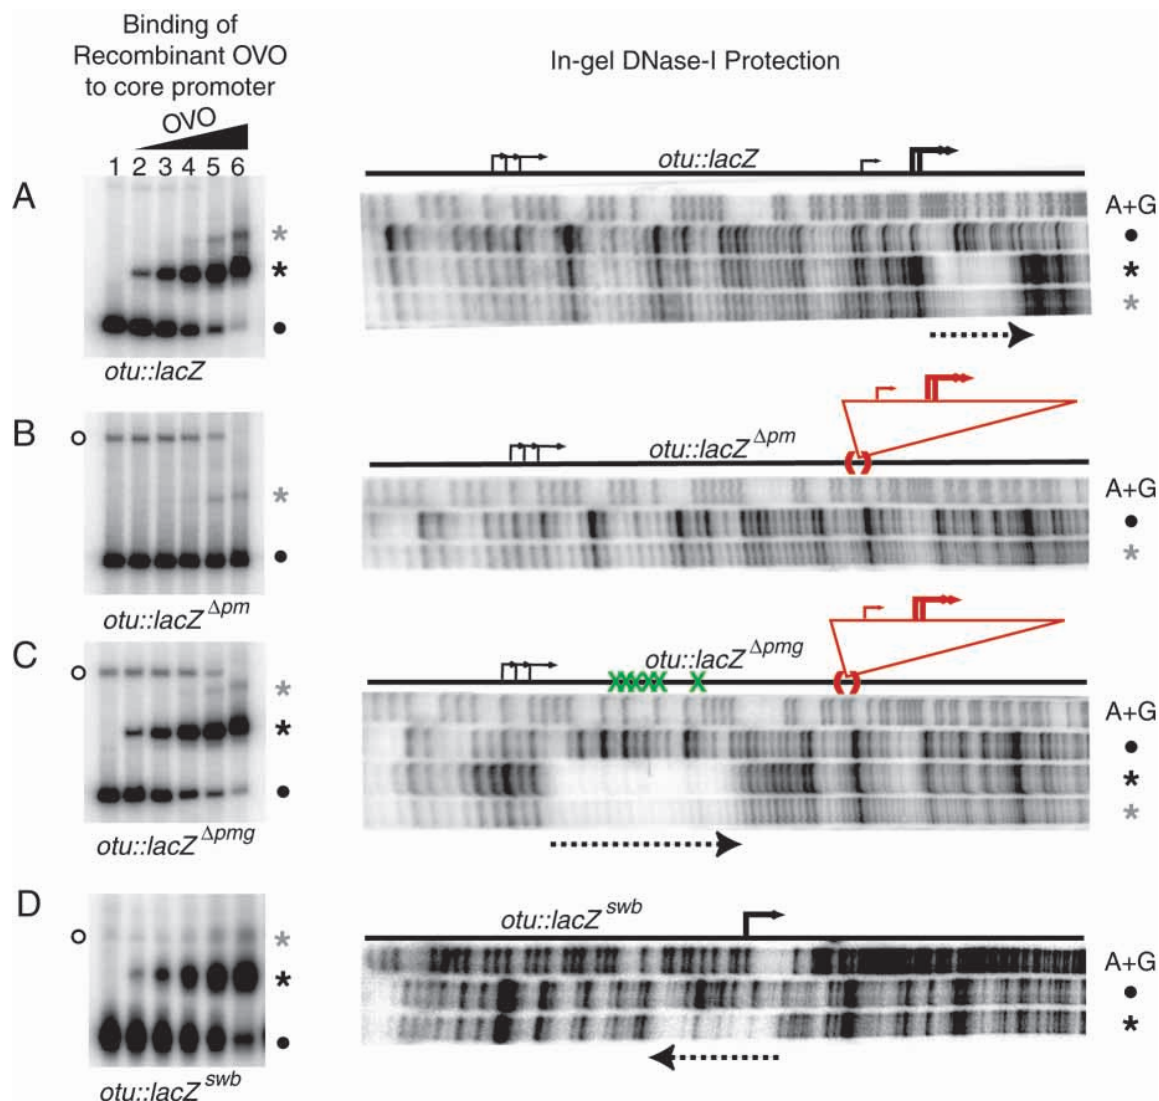 Binding of
Recombinant OVO
to core promoter
OVO
1 2 3 4 5 6
In-gel DNase-I Protection
A
*
*
●
otu::lacZ
otu::lacZ
A+G
●
*
*
B
○
*
●
otu::lacZ Δpm
otu::lacZ Δpm
A+G
●
*
C
○
*
*
●
otu::lacZ Δpmg
otu::lacZ Δpmg
( )
X X X X X X
A+G
●
*
*
D
○
*
*
●
otu::lacZ swb
otu::lacZ swb
A+G
●
*